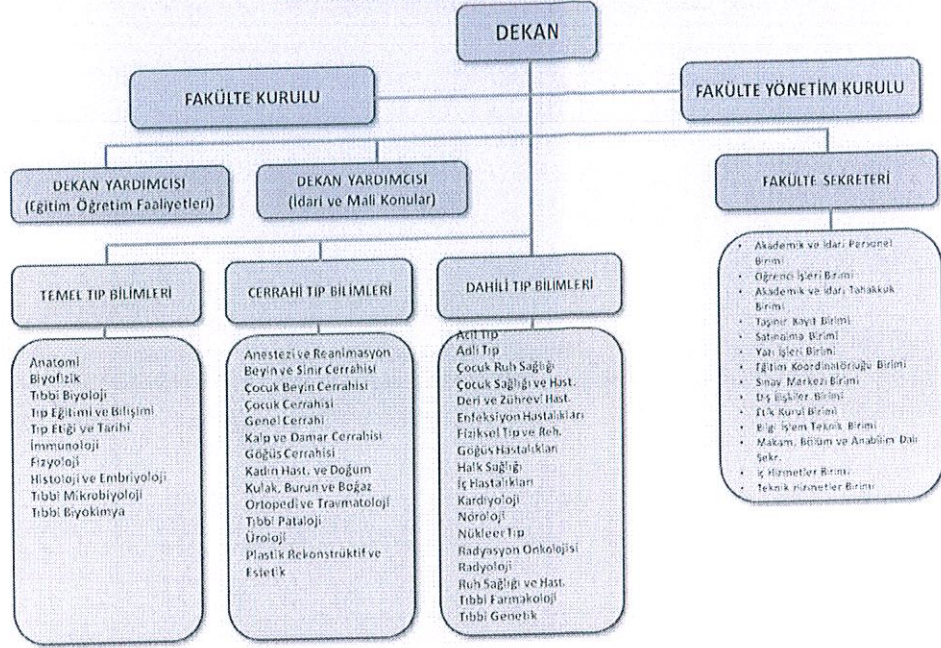 DEKAN
FAKÜLTE KURULU
FAKÜLTE YÖNETİM KURULU
DEKAN YARDIMCISI
(Eğitim Öğretim Faaliyetleri)
DEKAN YARDIMCISI
(İdari ve Mali Konular)
FAKÜLTE SEKRETERİ
• Akademik ve İdari Personel
Birimi
• Öğrenci İşleri Birimi
• Akademik ve İdari Tahakkuk
Birimi
• Taşınır Kayıt Birimi
• Satınalma Birimi
• Yazı İşleri Birimi
• Eğitim Koordinatörlüğü Birimi
• Sınav Merkezi Birimi
• Dış İlişkiler Birimi
• Etik Kurul Birimi
• Bilgi İşlem Teknik Birimi
• Makam, Bölüm ve Anabilim Dalı
Sekr.
• İç Hizmetler Birimi
• Teknik Hizmetler Birimi
TEMEL TIP BİLİMLERİ
Anatomi
Biyofizik
Tıbbi Biyoloji
Tıp Eğitimi ve Bilişimi
Tıp Etiği ve Tarihi
İmmunoloji
Fizyoloji
Histoloji ve Embriyoloji
Tıbbi Mikrobiyoloji
Tıbbi Biyokimya
CERRAHİ TIP BİLİMLERİ
Anestezi ve Reanimasyon
Beyin ve Sinir Cerrahisi
Çocuk Beyin Cerrahisi
Çocuk Cerrahisi
Genel Cerrahi
Kalp ve Damar Cerrahisi
Göğüs Cerrahisi
Kadın Hast. ve Doğum
Kulak, Burun ve Boğaz
Ortopedi ve Travmatoloji
Tıbbi Pataloji
Üroloji
Plastik Rekonstrüktif ve
Estetik
DAHİLİ TIP BİLİMLERİ
Acil Tıp
Adli Tıp
Çocuk Ruh Sağlığı
Çocuk Sağlığı ve Hast.
Deri ve Zührevi Hast.
Enfeksiyon Hastalıkları
Fiziksel Tıp ve Reh.
Göğüs Hastalıkları
Halk Sağlığı
İç Hastalıkları
Kardiyoloji
Nöroloji
Nükleer Tıp
Radyasyon Onkolojisi
Radyoloji
Ruh Sağlığı ve Hast.
Tıbbi Farmakoloji
Tıbbi Genetik